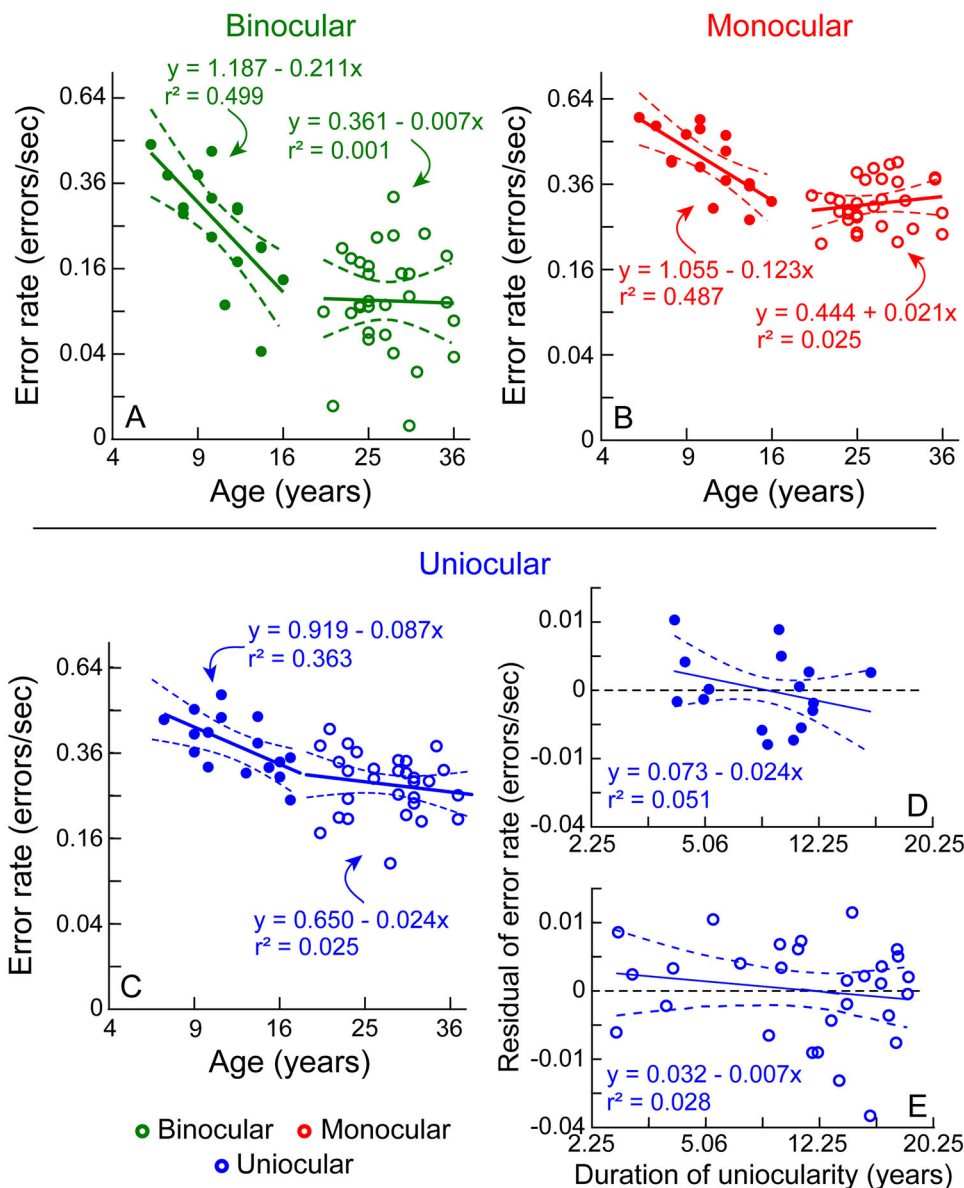 Binocular
Monocular
y = 1.187 - 0.211x
r² = 0.499
y = 0.361 - 0.007x
r² = 0.001
Error rate (errors/sec)
0.64
0.36
0.16
0.04
0
A
4
9
16
25
36
Age (years)
Error rate (errors/sec)
0.64
0.36
0.16
0.04
0
y = 1.055 - 0.123x
r² = 0.487
y = 0.444 + 0.021x
r² = 0.025
B
4
9
16
25
36
Age (years)
Uniocular
y = 0.919 - 0.087x
r² = 0.363
Error rate (errors/sec)
0.64
0.36
0.16
0.04
0
y = 0.650 - 0.024x
r² = 0.025
C
4
9
16
25
36
Age (years)
Residual of error rate (errors/sec)
0.01
0
-0.01
-0.04
y = 0.073 - 0.024x
r² = 0.051
D
2.25
5.06
12.25
20.25
0.01
0
-0.01
-0.04
y = 0.032 - 0.007x
r² = 0.028
E
2.25
5.06
12.25
20.25
Duration of uniocularity (years)
Binocular
Monocular
Uniocular